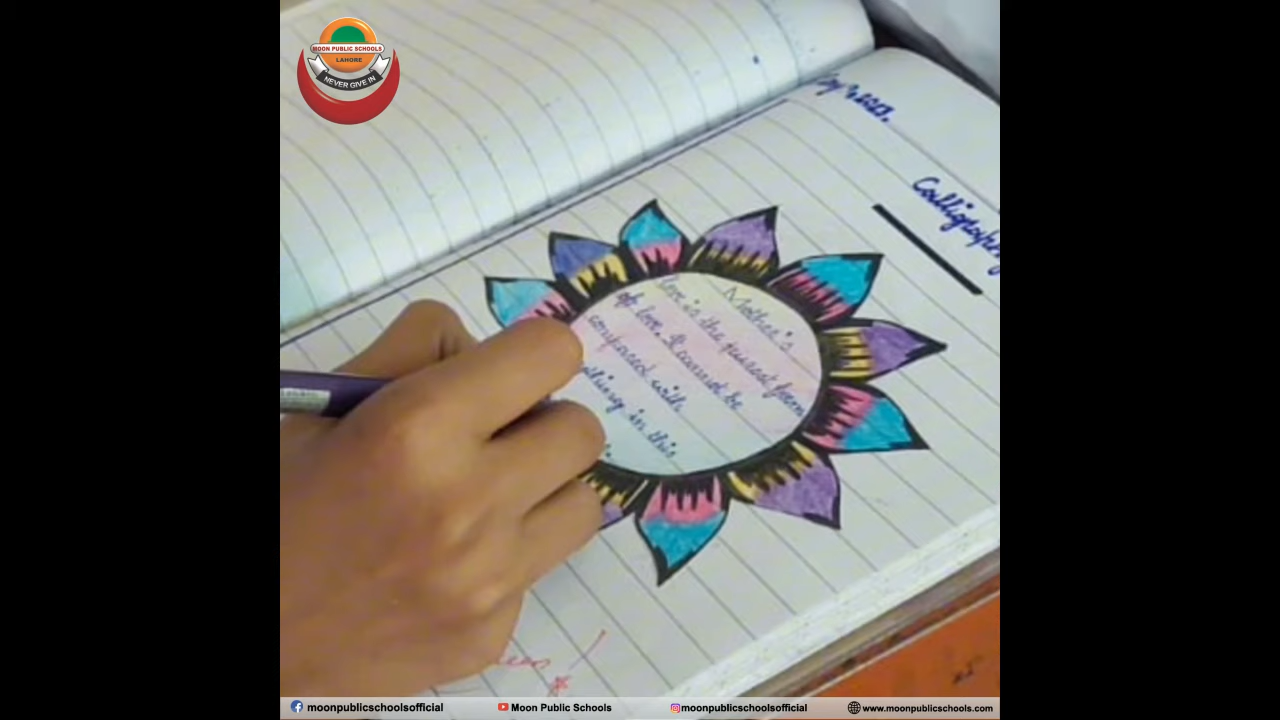 MOON PUBLIC SCHOOLS
LAHORE
NEVER GIVE IN
Calligraphy
Mother's
love is the purest form
of love. It cannot be
compared with
in this
facebook moonpublicschoolsofficial
Moon Public Schools
moonpublicschoolsofficial
www.moonpublicschools.com